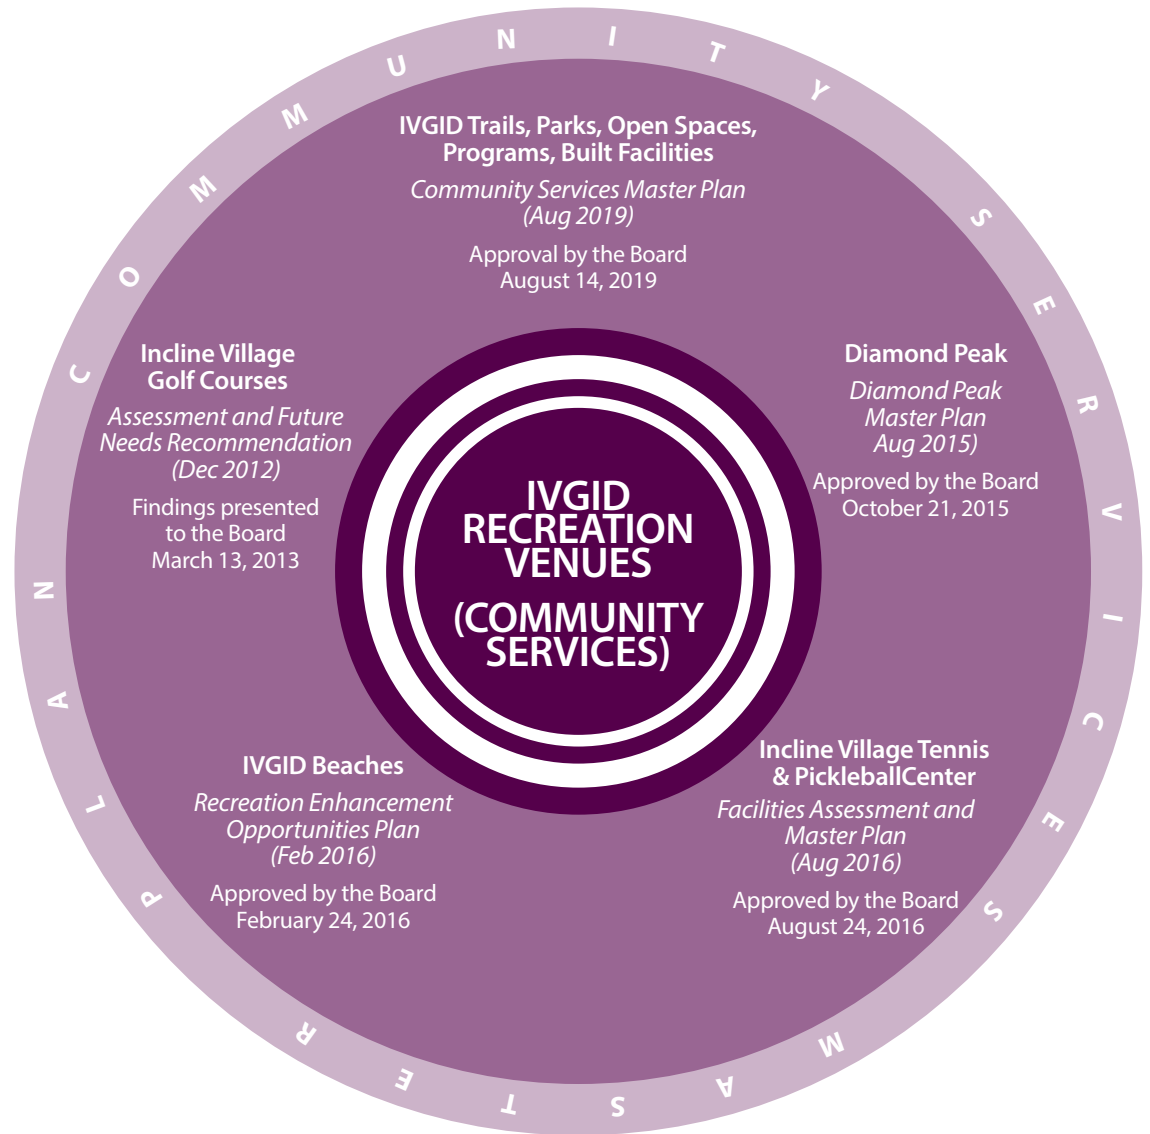 COMMUNITY SERVICES MASTER PLAN
IVGID Trails, Parks, Open Spaces,
Programs, Built Facilities
Community Services Master Plan
(Aug 2019)
Approval by the Board
August 14, 2019
Incline Village
Golf Courses
Assessment and Future
Needs Recommendation
(Dec 2012)
Findings presented
to the Board
March 13, 2013
Diamond Peak
Diamond Peak
Master Plan
Aug 2015)
Approved by the Board
October 21, 2015
IVGID
RECREATION
VENUES
(COMMUNITY
SERVICES)
IVGID Beaches
Recreation Enhancement
Opportunities Plan
(Feb 2016)
Approved by the Board
February 24, 2016
Incline Village Tennis
& PickleballCenter
Facilities Assessment and
Master Plan
(Aug 2016)
Approved by the Board
August 24, 2016